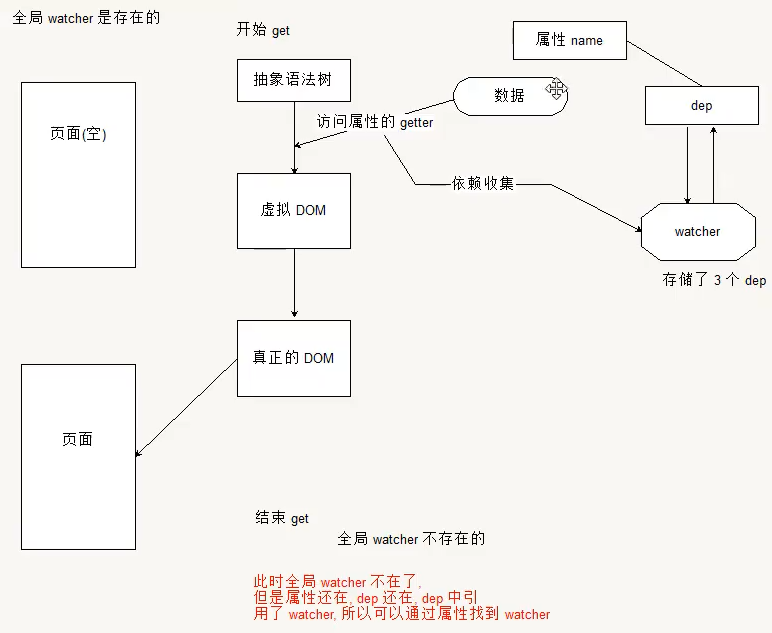 全局 watcher 是存在的
开始 get
属性 name
抽象语法树
数据
页面(空)
dep
访问属性的 getter
依赖收集
虚拟 DOM
watcher
存储了 3 个 dep
真正的 DOM
页面
结束 get
全局 watcher 不存在的
此时全局 watcher 不在了,
但是属性还在, dep 还在, dep 中引
用了 watcher, 所以可以通过属性找到 watcher